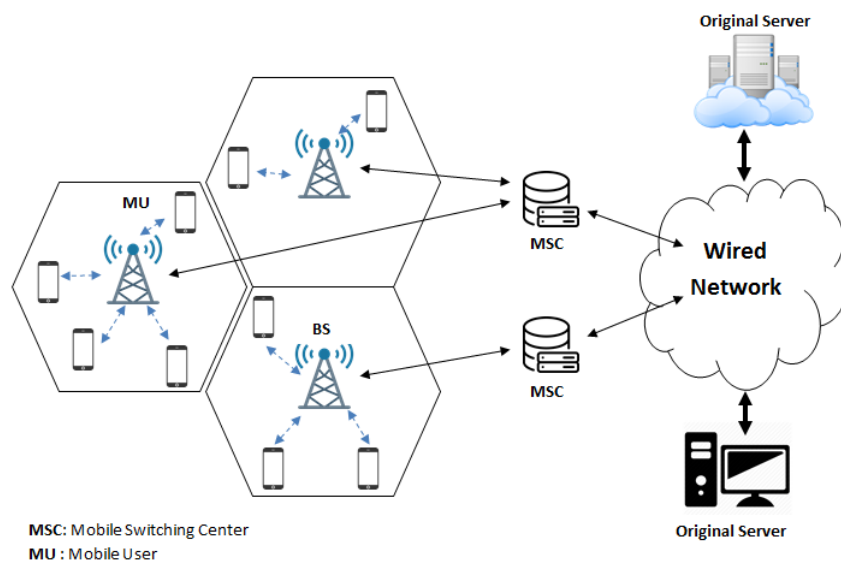 Original Server
MU
MSC
Wired
Network
BS
MSC
Original Server
MSC: Mobile Switching Center
MU : Mobile User